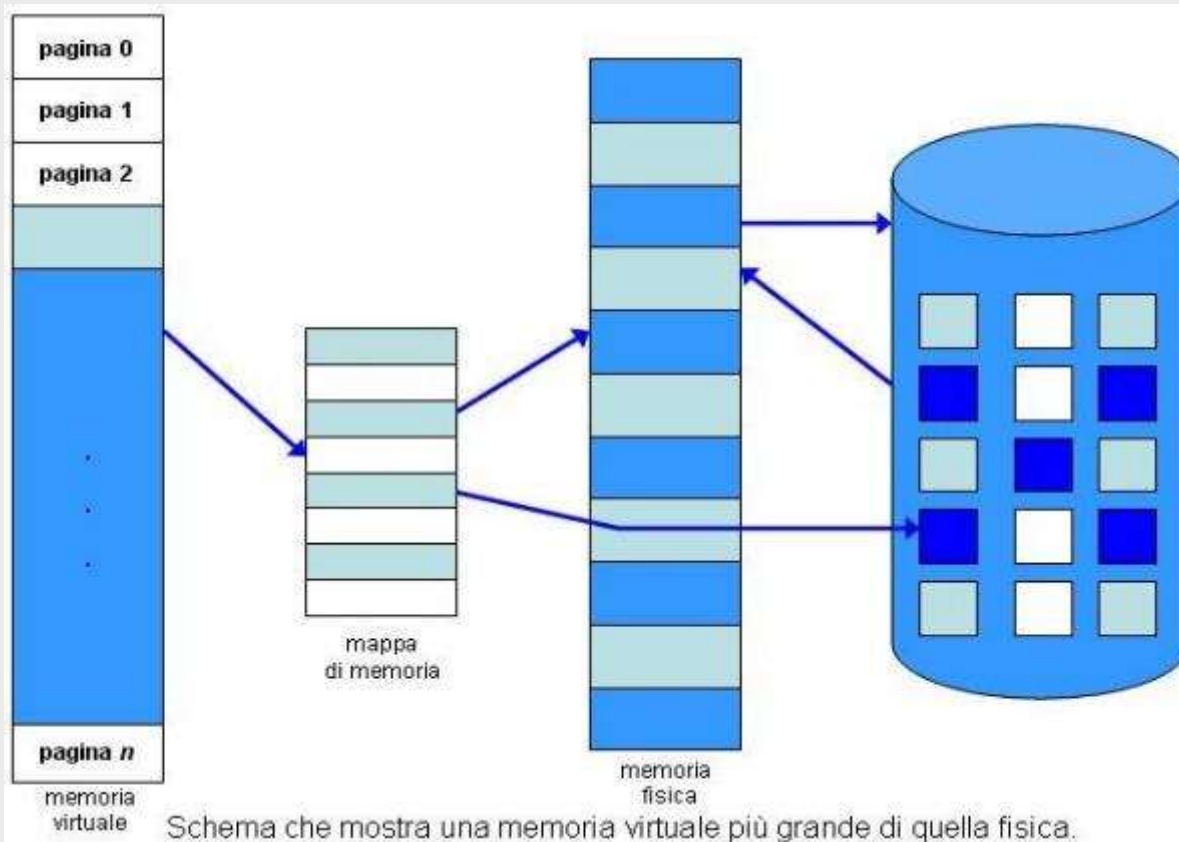 pagina 0
pagina 1
pagina 2
.
.
.
pagina n
memoria
virtuale
mappa
di memoria
memoria
fisica
Schema che mostra una memoria virtuale più grande di quella fisica.